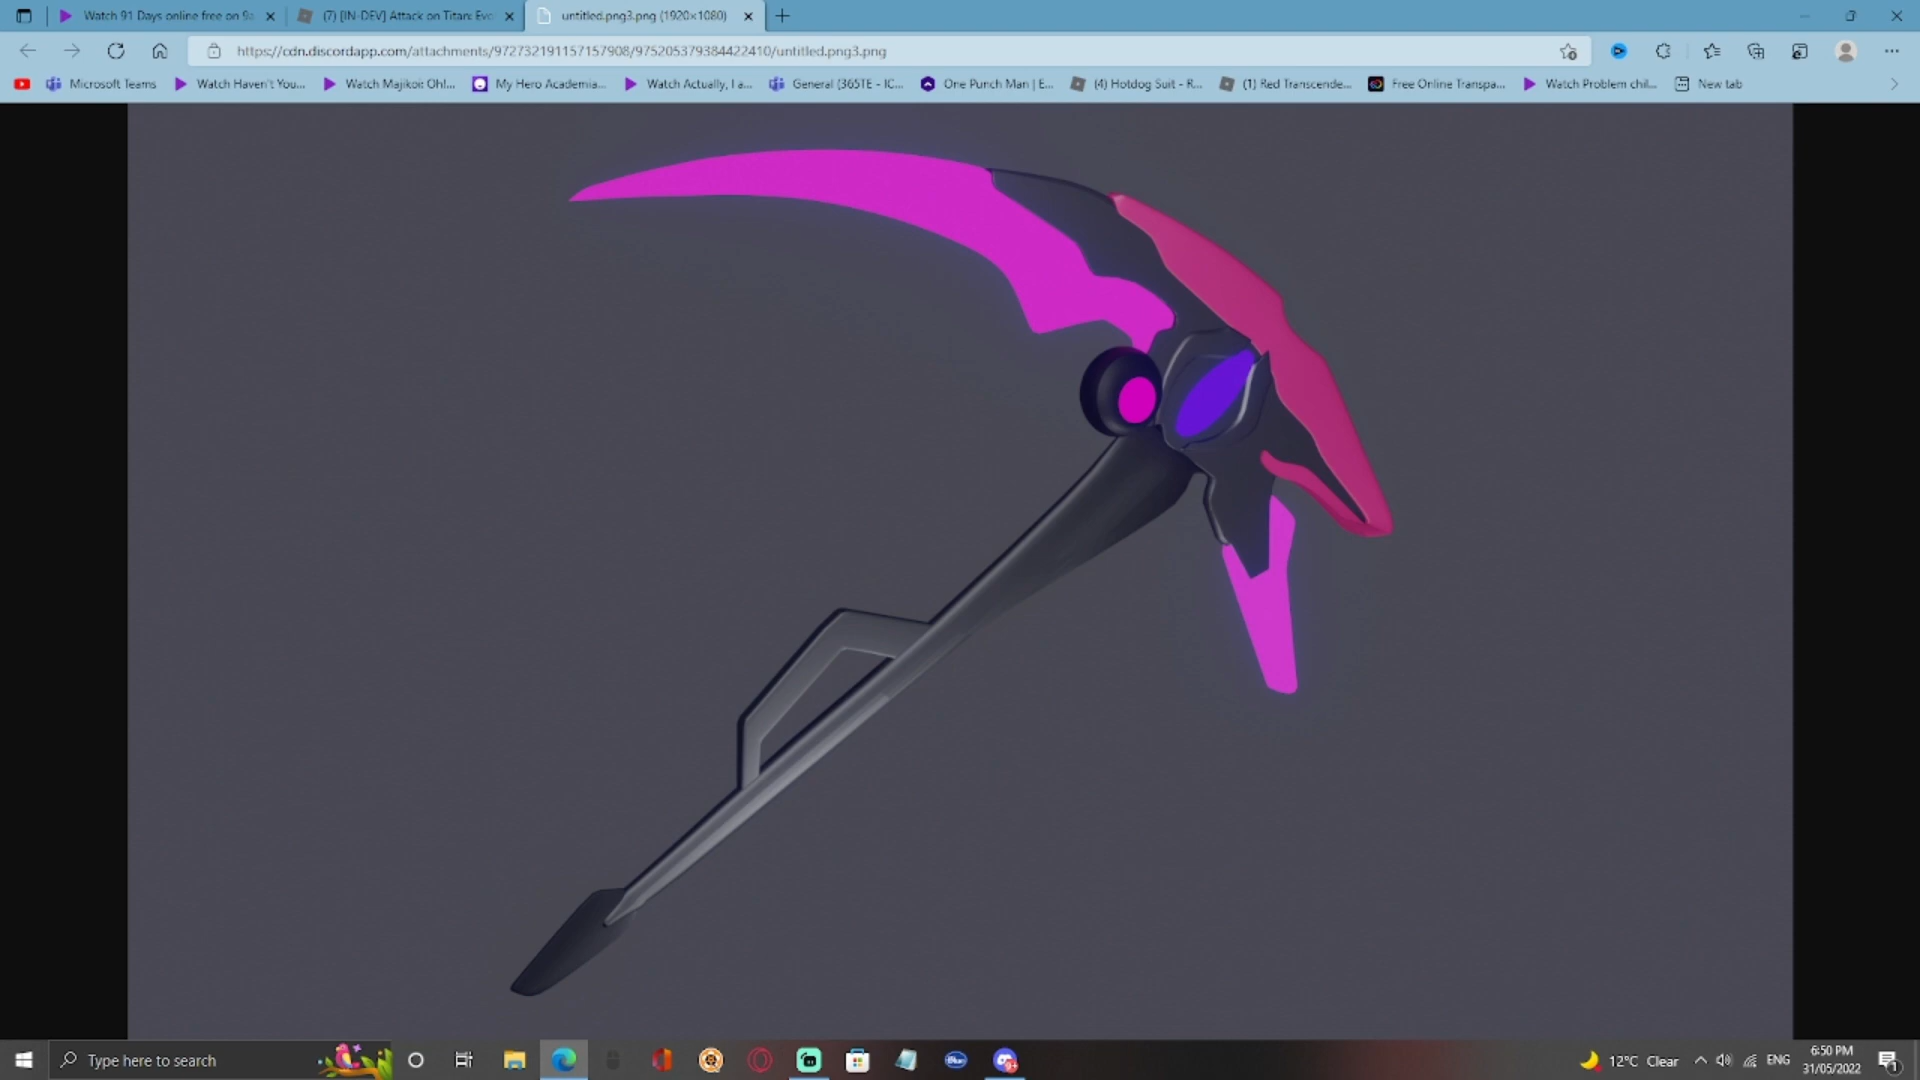 Watch 91 Days online free on 9a
(7) [IN-DEV] Attack on Titan: Evo
untitled.png3.png (1920×1080)
https://cdn.discordapp.com/attachments/972732191157157908/975205379384422410/untitled.png3.png
Microsoft Teams
Watch Haven't You...
Watch Majikoi: Oh!...
My Hero Academia...
Watch Actually, I a...
General (365TE - IC...
One Punch Man | E...
(4) Hotdog Suit - R...
(1) Red Transcende...
Free Online Transpa...
Watch Problem chil...
New tab
Type here to search
Blue
12°C Clear
ENG
6:50 PM
31/05/2022
1